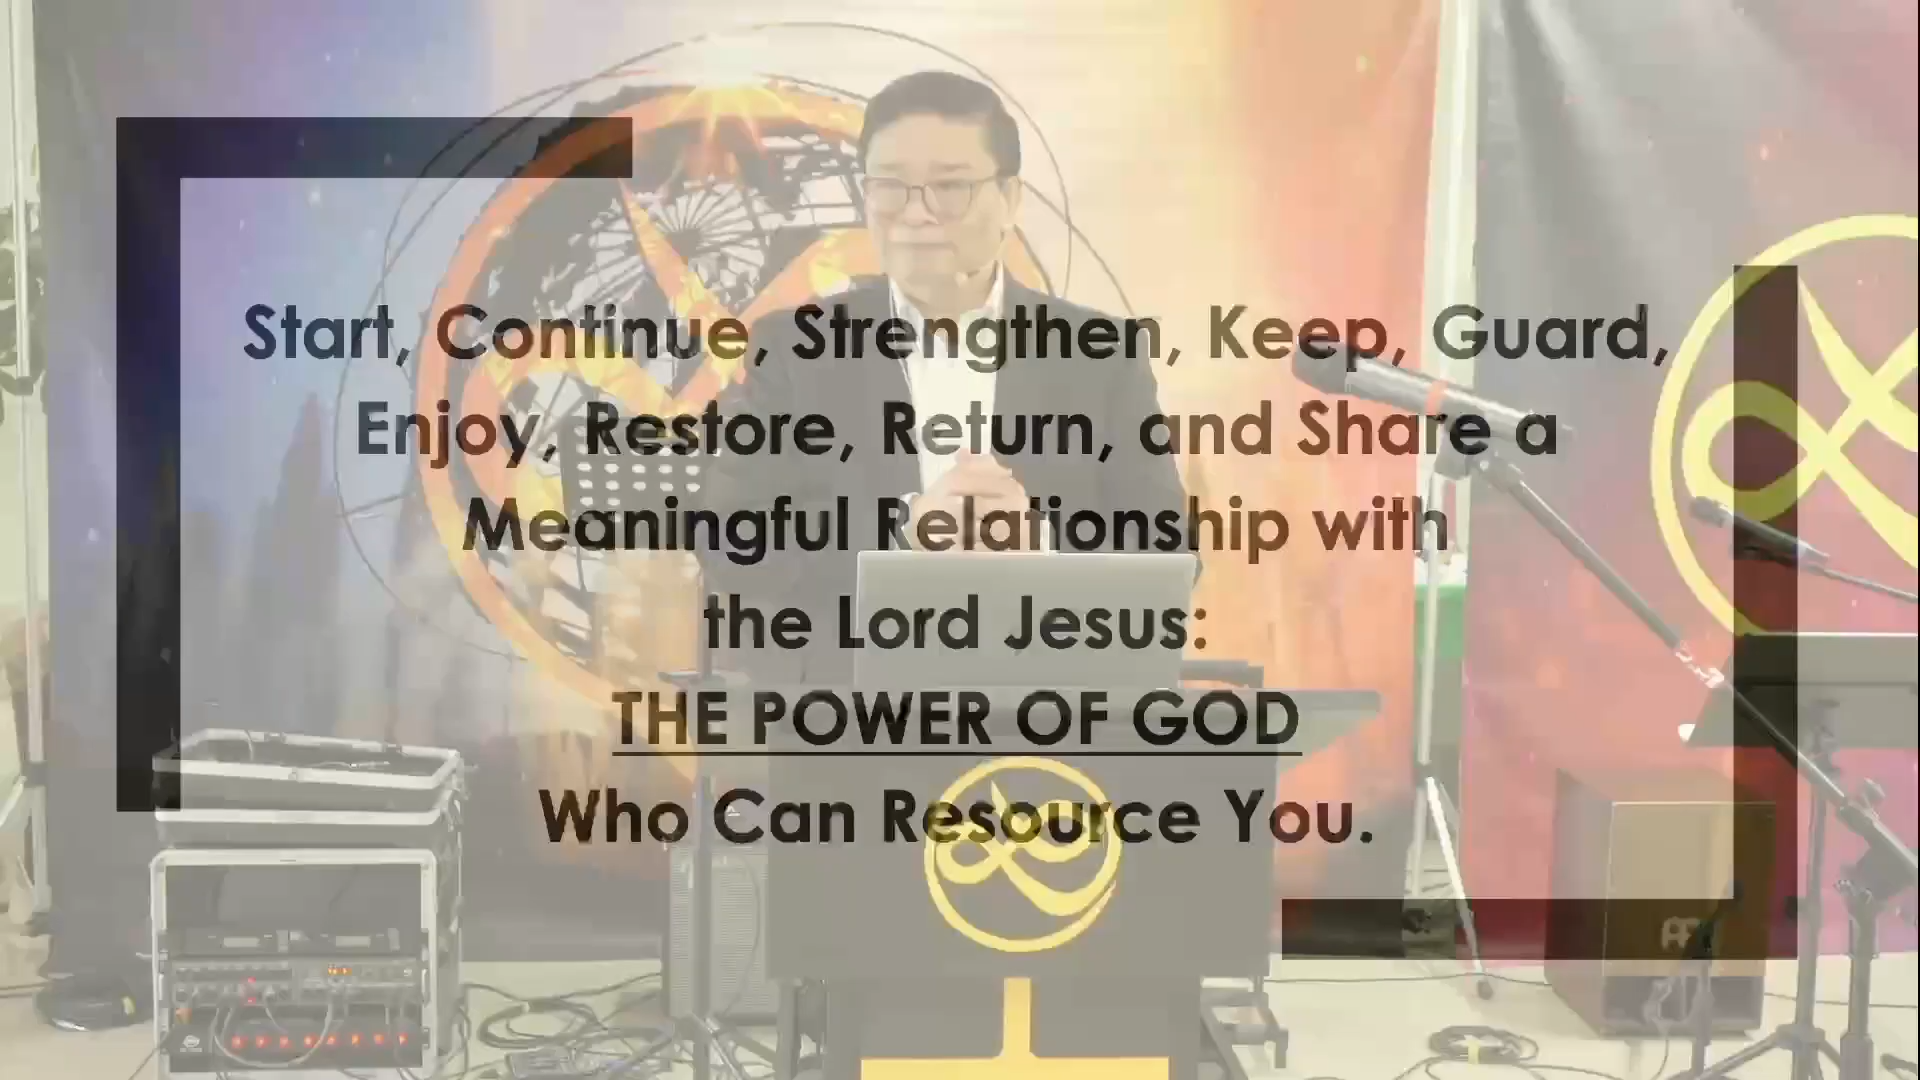 Start, Continue, Strengthen, Keep, Guard,
Enjoy, Restore, Return, and Share a
Meaningful Relationship with
the Lord Jesus:
THE POWER OF GOD
Who Can Resource You.